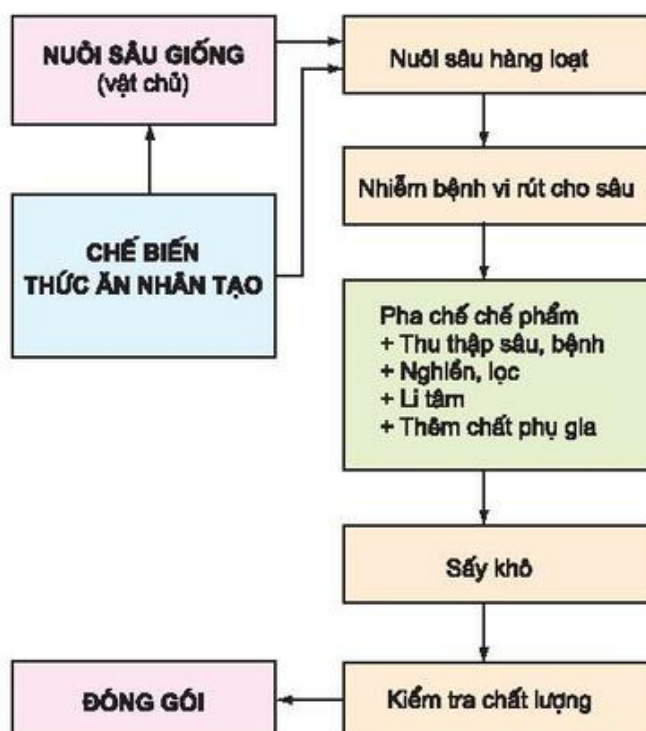 NUÔI SÂU GIỐNG
(vật chủ)
Nuôi sâu hàng loạt
Nhiễm bệnh vi rút cho sâu
CHẾ BIẾN
THỨC ĂN NHÂN TẠO
Pha chế chế phẩm
+ Thu thập sâu, bệnh
+ Nghiền, lọc
+ Li tâm
+ Thêm chất phụ gia
Sấy khô
Kiểm tra chất lượng
ĐÓNG GÓI